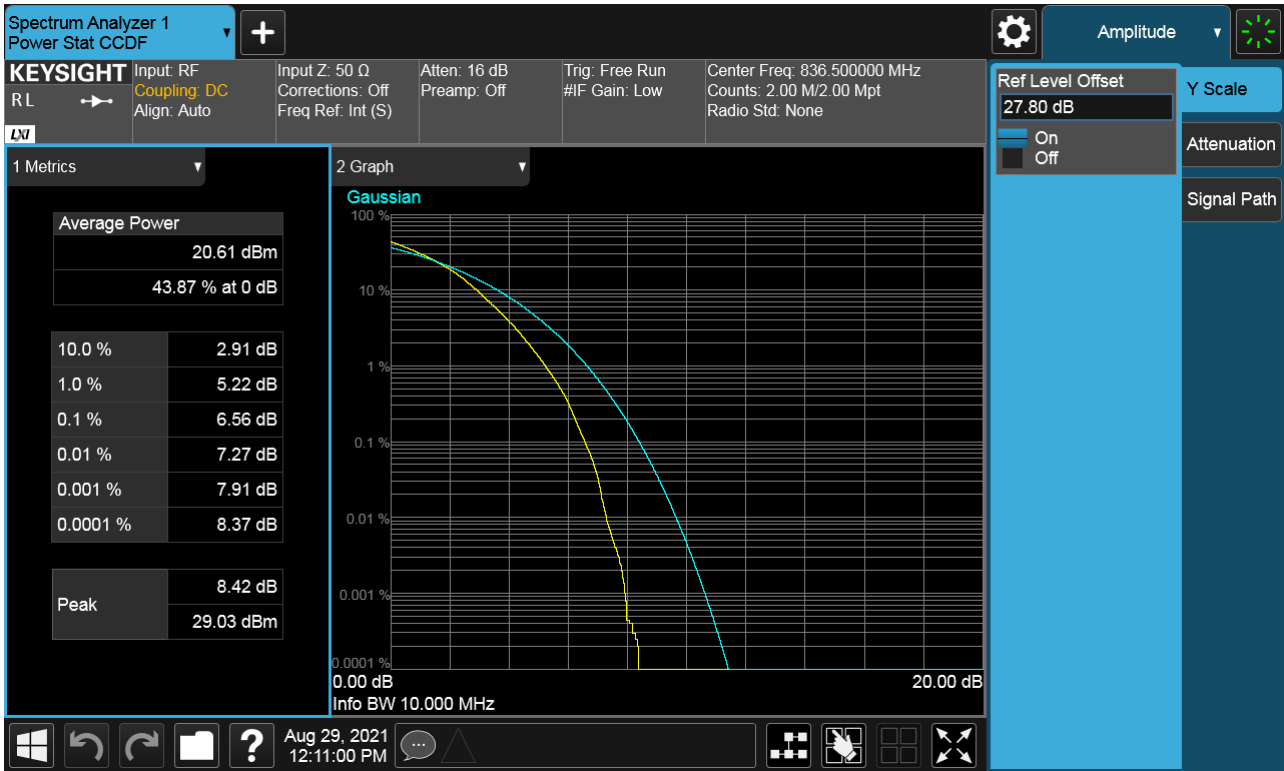 Spectrum Analyzer 1
Power Stat CCDF
Amplitude
KEYSIGHT
R L
LXI
Input: RF
Coupling: DC
Align: Auto
Input Z: 50 Ω
Corrections: Off
Freq Ref: Int (S)
Atten: 16 dB
Preamp: Off
Trig: Free Run
#IF Gain: Low
Center Freq: 836.500000 MHz
Counts: 2.00 M/2.00 Mpt
Radio Std: None
Ref Level Offset
27.80 dB
On
Off
Y Scale
Attenuation
Signal Path
1 Metrics
Average Power
20.61 dBm
43.87 % at 0 dB
10.0 % 2.91 dB
1.0 % 5.22 dB
0.1 % 6.56 dB
0.01 % 7.27 dB
0.001 % 7.91 dB
0.0001 % 8.37 dB
Peak
8.42 dB
29.03 dBm
2 Graph
Gaussian
100 %
10 %
1 %
0.1 %
0.01 %
0.001 %
0.0001 %
0.00 dB 20.00 dB
Info BW 10.000 MHz
?
Aug 29, 2021
12:11:00 PM